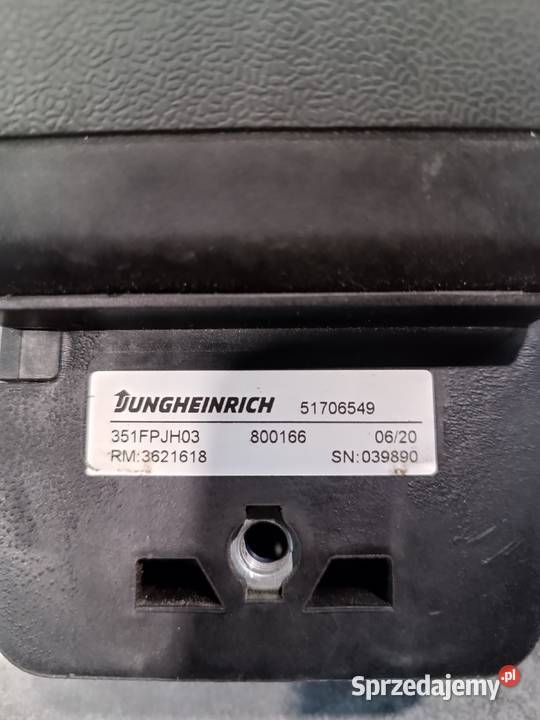 JUNGHEINRICH 51706549
351FPJH03 800166 06/20
RM:3621618 SN:039890
Sprzedajemy.pl